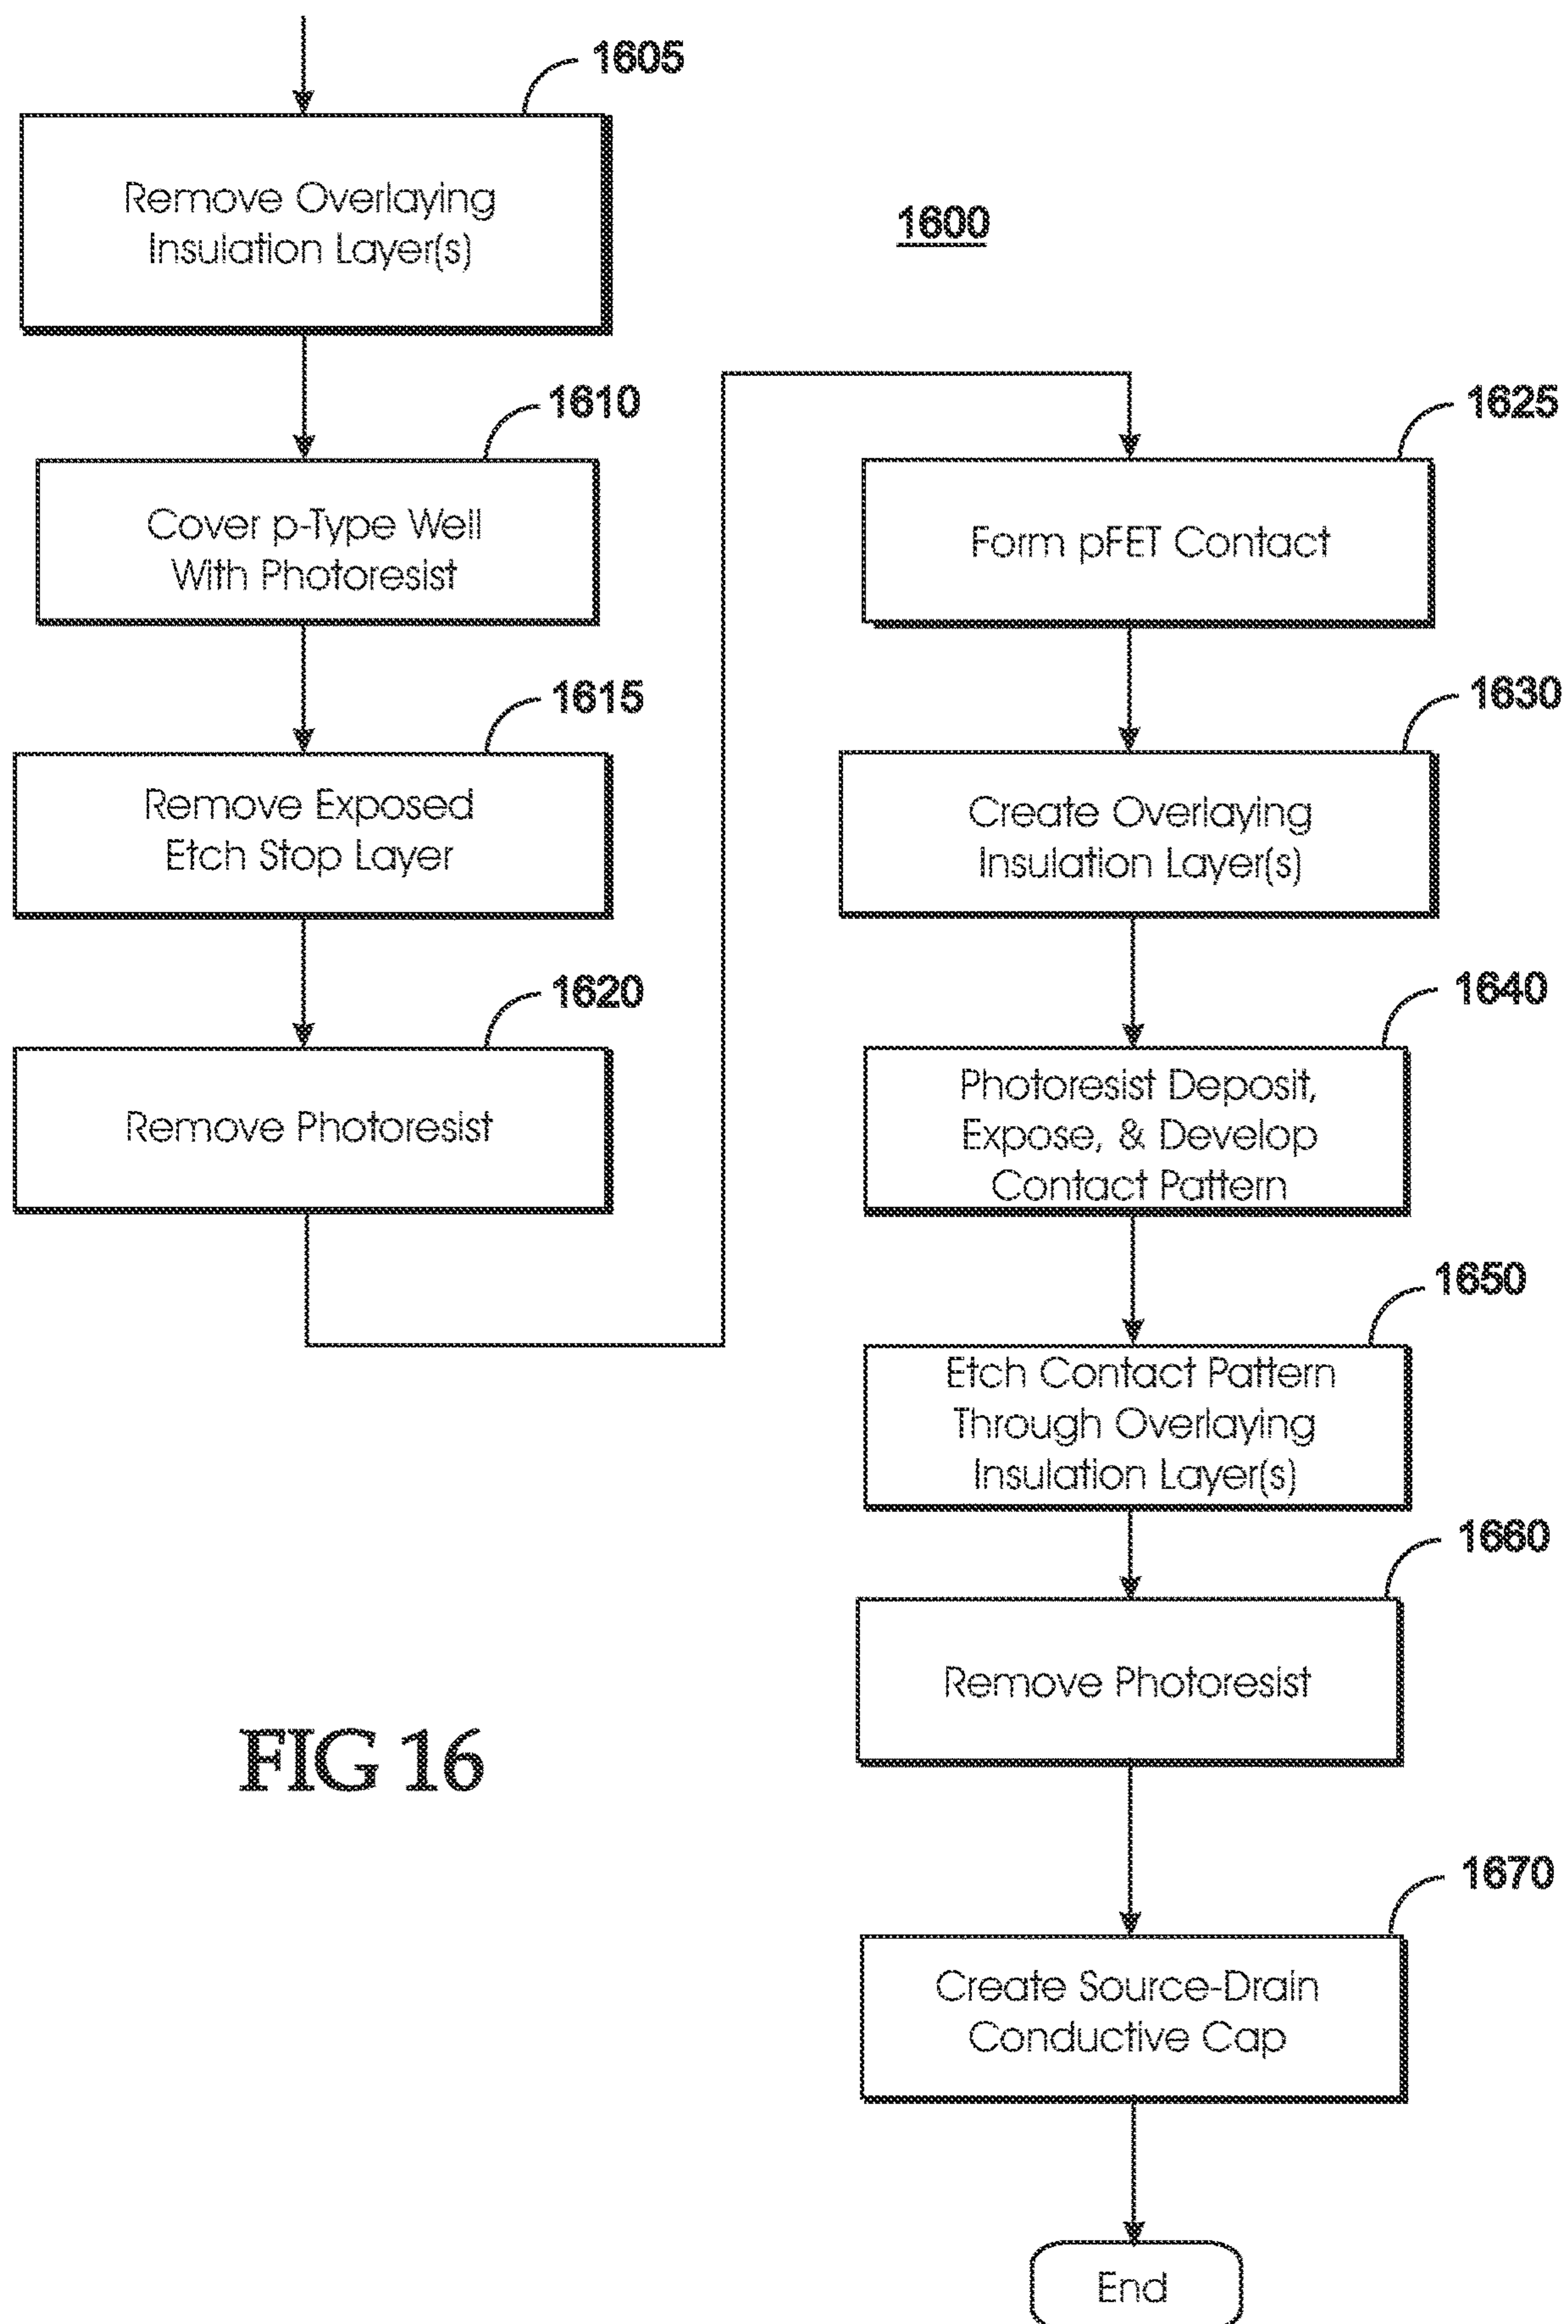 1605
Remove Overlaying
Insulation Layer(s)
1600
1610
Cover p-Type Well
With Photoresist
1615
Remove Exposed
Etch Stop Layer
1620
Remove Photoresist
1625
Form pFET Contact
1630
Create Overlaying
Insulation Layer(s)
1640
Photoresist Deposit,
Expose, & Develop
Contact Pattern
1650
Etch Contact Pattern
Through Overlaying
Insulation Layer(s)
1660
Remove Photoresist
1670
Create Source-Drain
Conductive Cap
End
FIG 16